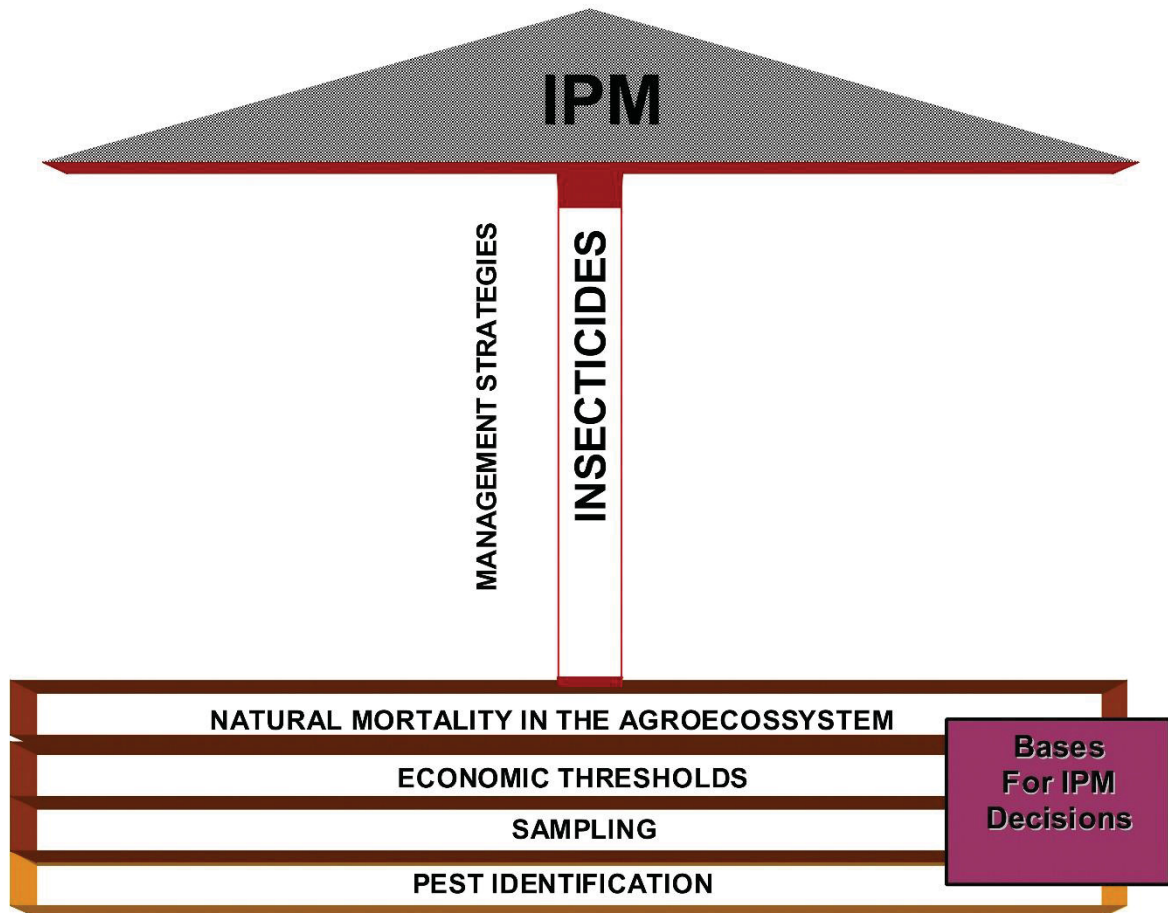 IPM
MANAGEMENT STRATEGIES
INSECTICIDES
NATURAL MORTALITY IN THE AGROECOSSYSTEM
ECONOMIC THRESHOLDS
SAMPLING
PEST IDENTIFICATION
Bases
For IPM
Decisions